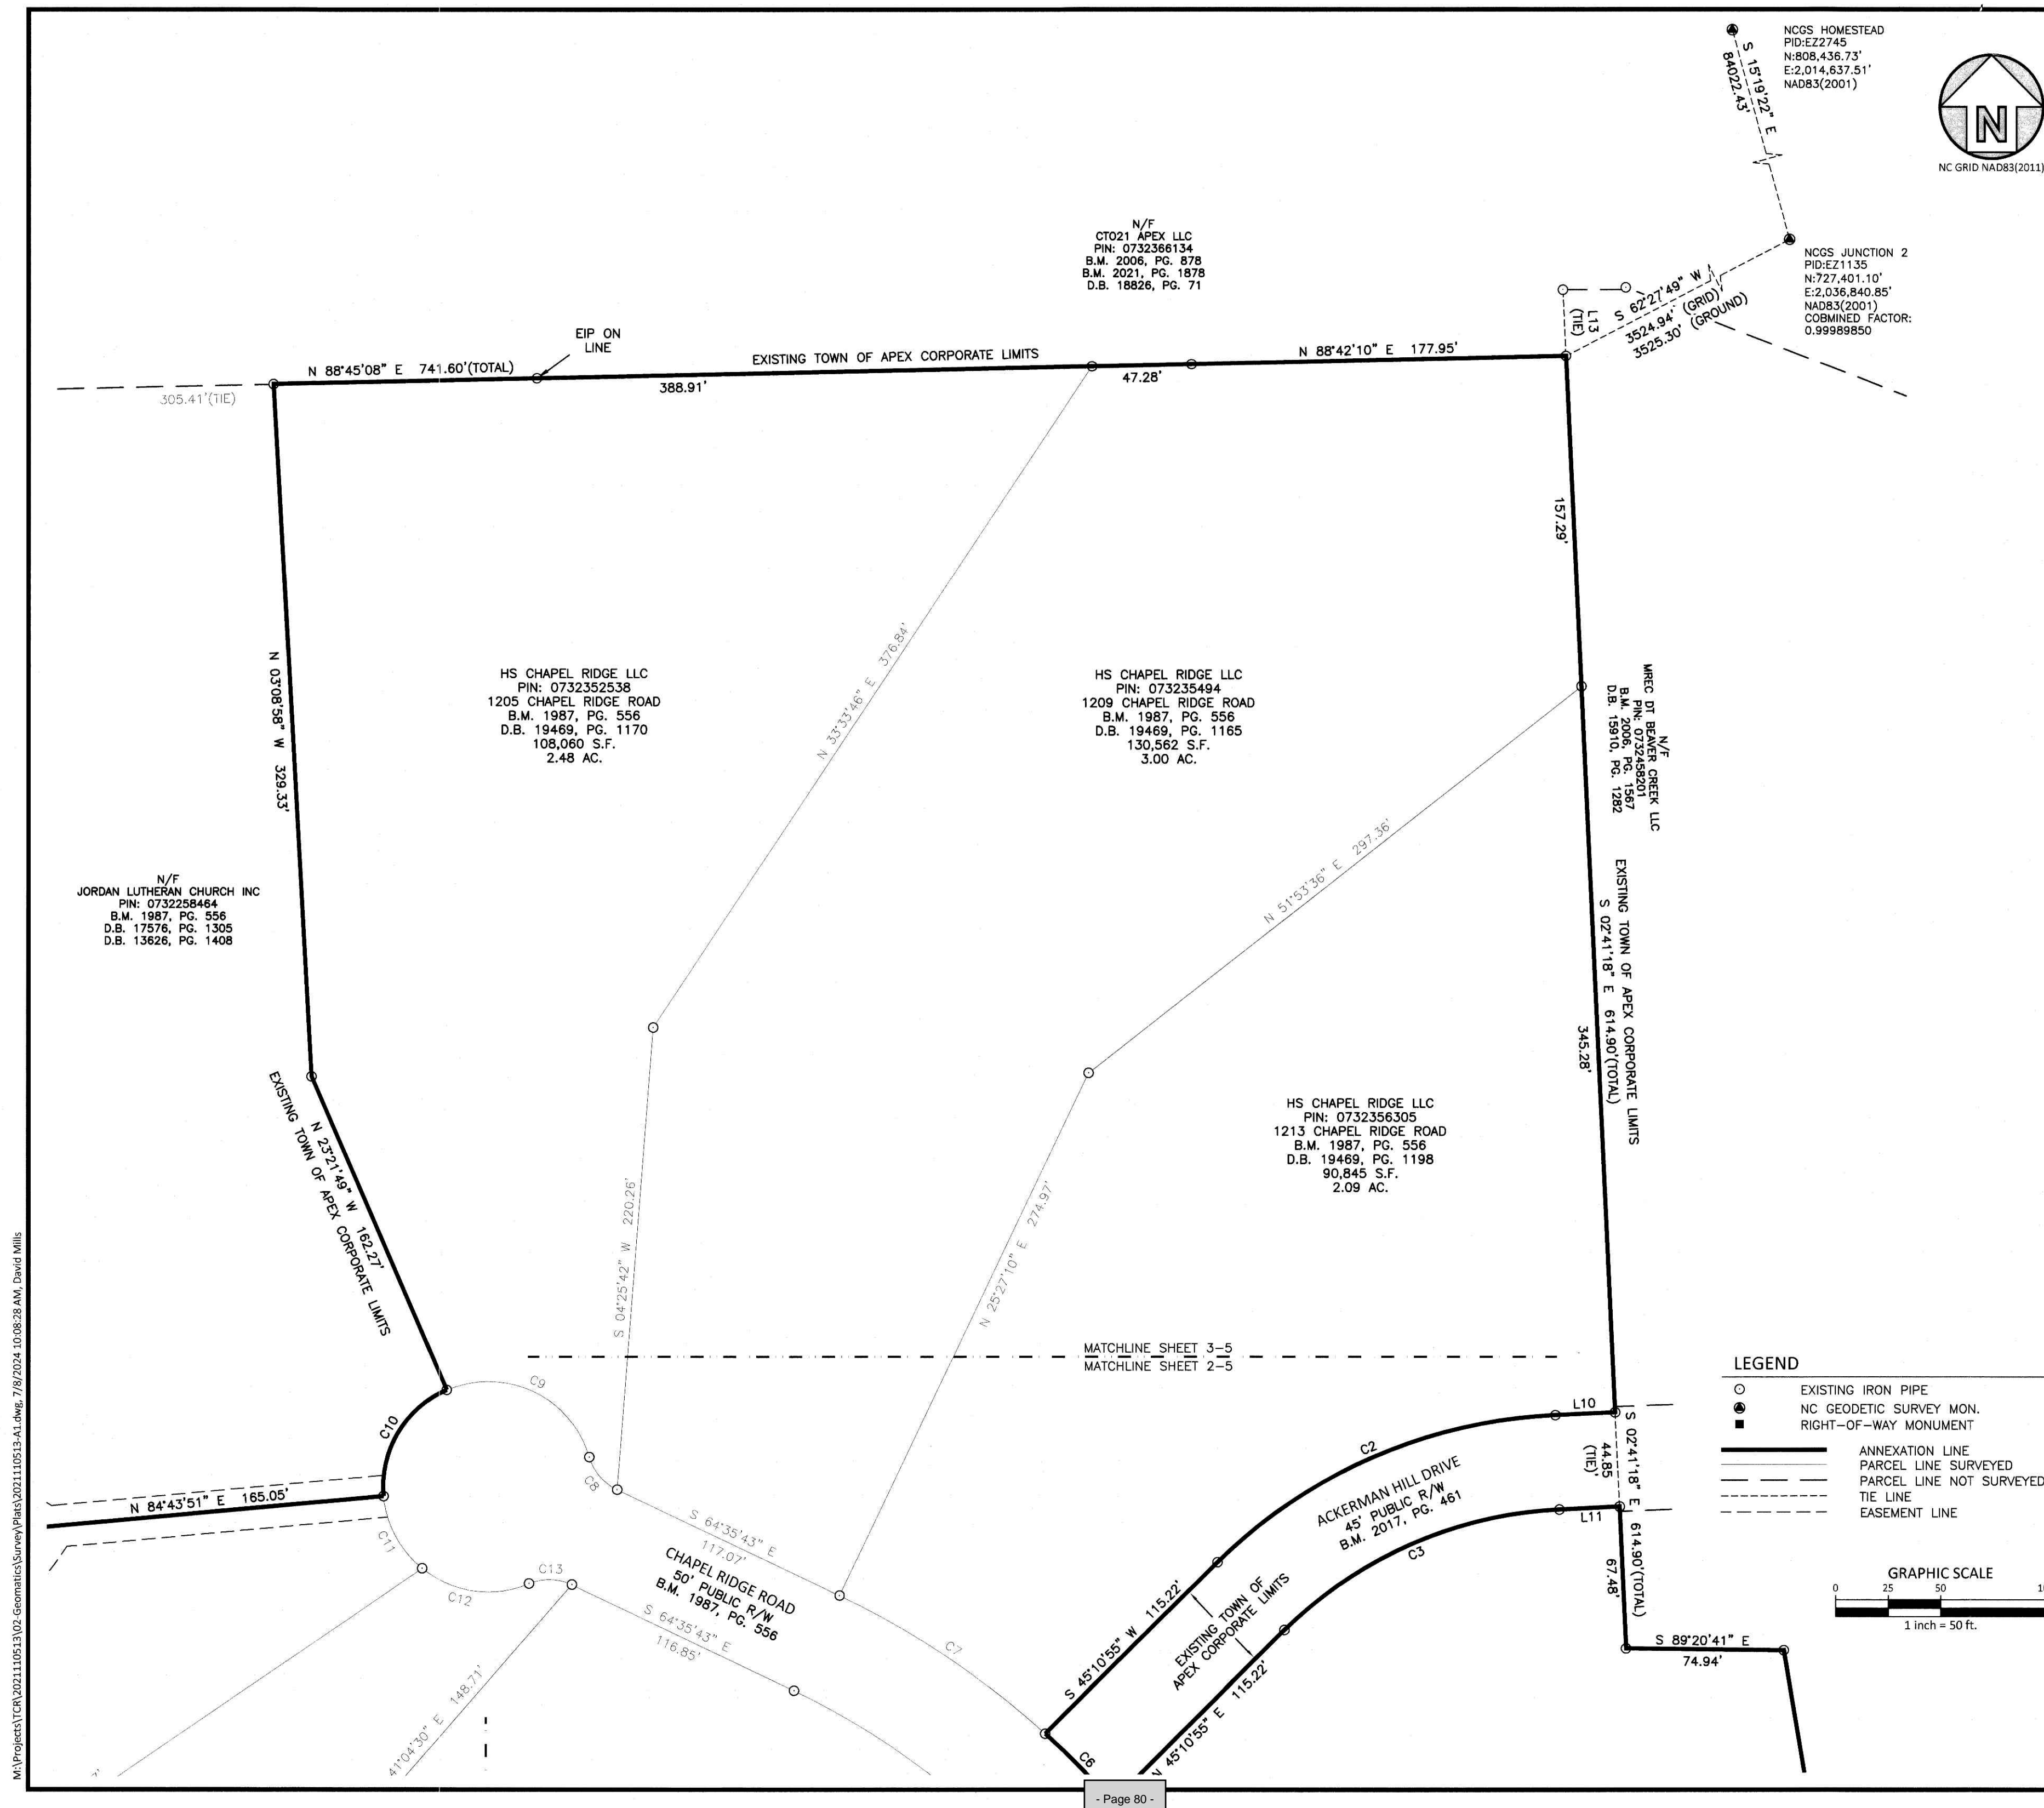 NCGS HOMESTEAD
PID:EZ2745
N:808,436.73'
E:2,014,637.51'
NAD83(2001)
S 15°19'22" E
84022.43'
N
NC GRID NAD83(2011)
N/F
CTO21 APEX LLC
PIN: 0732366134
B.M. 2006, PG. 878
B.M. 2021, PG. 1878
D.B. 18826, PG. 71
NCGS JUNCTION 2
PID:EZ1135
N:727,401.10'
E:2,036,840.85'
NAD83(2001)
COBMINED FACTOR:
0.99989850
L13
(TIE)
S 62°27'49" W
3524.94' (GRID)
3525.30' (GROUND)
EIP ON
LINE
N 88°45'08" E 741.60'(TOTAL)
EXISTING TOWN OF APEX CORPORATE LIMITS
N 88°42'10" E 177.95'
305.41'(TIE)
388.91'
47.28'
157.29'
N 03°08'58" W 329.33'
HS CHAPEL RIDGE LLC
PIN: 0732352538
1205 CHAPEL RIDGE ROAD
B.M. 1987, PG. 556
D.B. 19469, PG. 1170
108,060 S.F.
2.48 AC.
N 33°33'46" E 376.84'
HS CHAPEL RIDGE LLC
PIN: 073235494
1209 CHAPEL RIDGE ROAD
B.M. 1987, PG. 556
D.B. 19469, PG. 1165
130,562 S.F.
3.00 AC.
N/F
MREC DT BEAVER CREEK LLC
PIN: 0732458201
B.M. 2006, PG. 1567
D.B. 15910, PG. 1282
N 51°53'36" E 297.36'
N/F
JORDAN LUTHERAN CHURCH INC
PIN: 0732258464
B.M. 1987, PG. 556
D.B. 17576, PG. 1305
D.B. 13626, PG. 1408
EXISTING TOWN OF APEX CORPORATE LIMITS
S 02°41'18" E 614.90'(TOTAL)
345.28'
N 23°21'49" W 162.27'
EXISTING TOWN OF APEX CORPORATE LIMITS
HS CHAPEL RIDGE LLC
PIN: 0732356305
1213 CHAPEL RIDGE ROAD
B.M. 1987, PG. 556
D.B. 19469, PG. 1198
90,845 S.F.
2.09 AC.
S 04°25'42" W 220.26'
N 25°27'10" E 274.97'
MATCHLINE SHEET 3-5
MATCHLINE SHEET 2-5
C9
C10
C8
L10
C2
S 02°41'18" E 614.90'(TOTAL)
44.85'
(TIE)
ACKERMAN HILL DRIVE
45' PUBLIC R/W
B.M. 2017, PG. 461
L11
C3
67.48'
N 84°43'51" E 165.05'
C11
C12
C13
S 64°35'43" E
117.07'
CHAPEL RIDGE ROAD
50' PUBLIC R/W
B.M. 1987, PG. 556
S 64°35'43" E
116.85'
C7
S 45°10'55" W 115.22'
EXISTING TOWN OF
APEX CORPORATE LIMITS
N 45°10'55" E 115.22'
C6
S 89°20'41" E
74.94'
41°04'30" E 148.71'
LEGEND
EXISTING IRON PIPE
NC GEODETIC SURVEY MON.
RIGHT-OF-WAY MONUMENT
ANNEXATION LINE
PARCEL LINE SURVEYED
PARCEL LINE NOT SURVEYED
TIE LINE
EASEMENT LINE
GRAPHIC SCALE
0 25 50 10
1 inch = 50 ft.
M:\Projects\TCR\2021110513\02-Geomatics\Survey\Plats\2021110513-A1.dwg, 7/8/2024 10:08:28 AM, David Mills
- Page 80 -